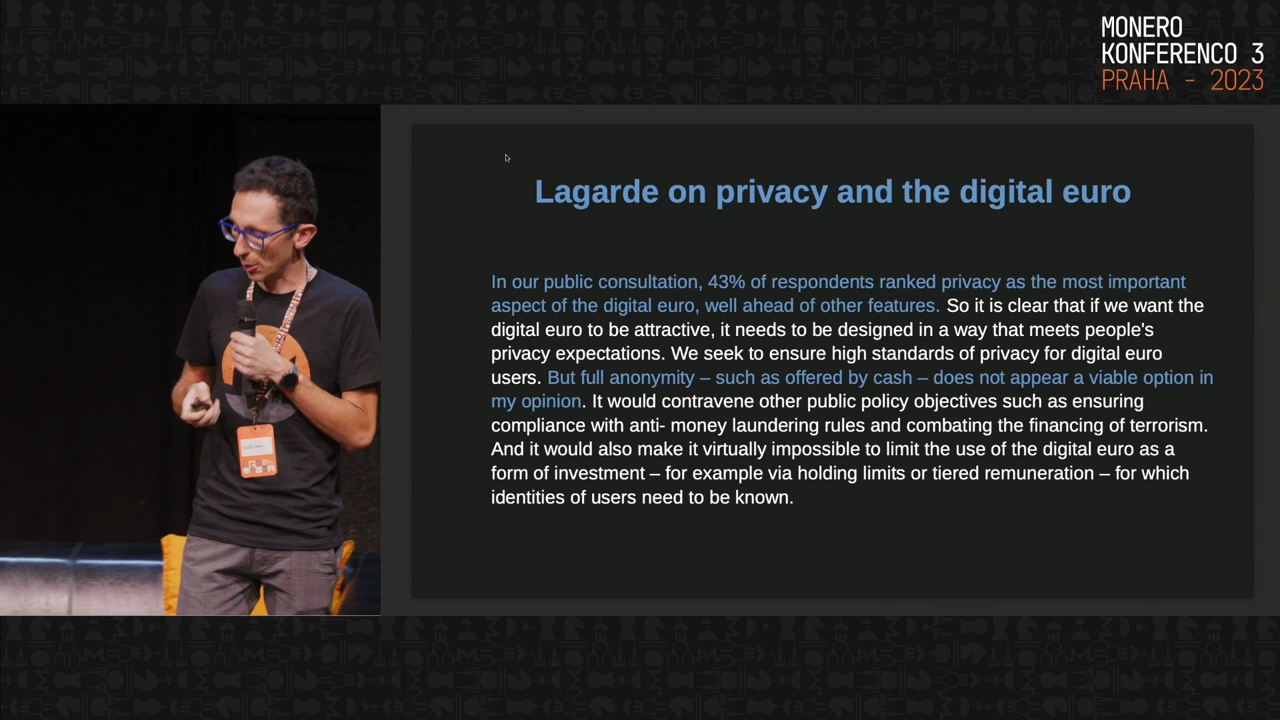 MONERO
KONFERENCO 3
PRAHA - 2023
Lagarde on privacy and the digital euro
In our public consultation, 43% of respondents ranked privacy as the most important
aspect of the digital euro, well ahead of other features. So it is clear that if we want the
digital euro to be attractive, it needs to be designed in a way that meets people's
privacy expectations. We seek to ensure high standards of privacy for digital euro
users. But full anonymity – such as offered by cash – does not appear a viable option in
my opinion. It would contravene other public policy objectives such as ensuring
compliance with anti- money laundering rules and combating the financing of terrorism.
And it would also make it virtually impossible to limit the use of the digital euro as a
form of investment – for example via holding limits or tiered remuneration – for which
identities of users need to be known.